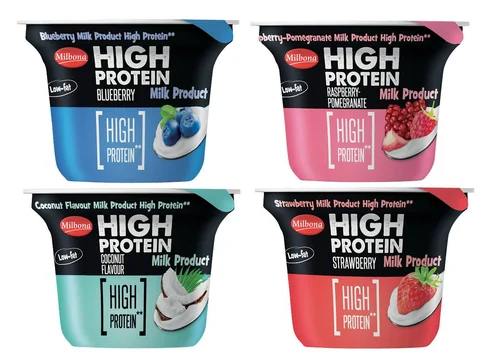 Blueberry Milk Product High Protein**
Milbona
HIGH
PROTEIN
BLUEBERRY
Milk Product
Low-fat
HIGH
PROTEIN**
pberry-Pomegranate Milk Product High Protein**
Milbona
HIGH
PROTEIN
RASPBERRY-
POMEGRANATE
Milk Product
Low-fat
HIGH
PROTEIN**
Coconut Flavour Milk Product High Protein**
Milbona
HIGH
PROTEIN
COCONUT
FLAVOUR
Milk Product
Low-fat
HIGH
PROTEIN**
Strawberry Milk Product High Protein**
Milbona
HIGH
PROTEIN
STRAWBERRY
Milk Product
Low-fat
HIGH
PROTEIN**